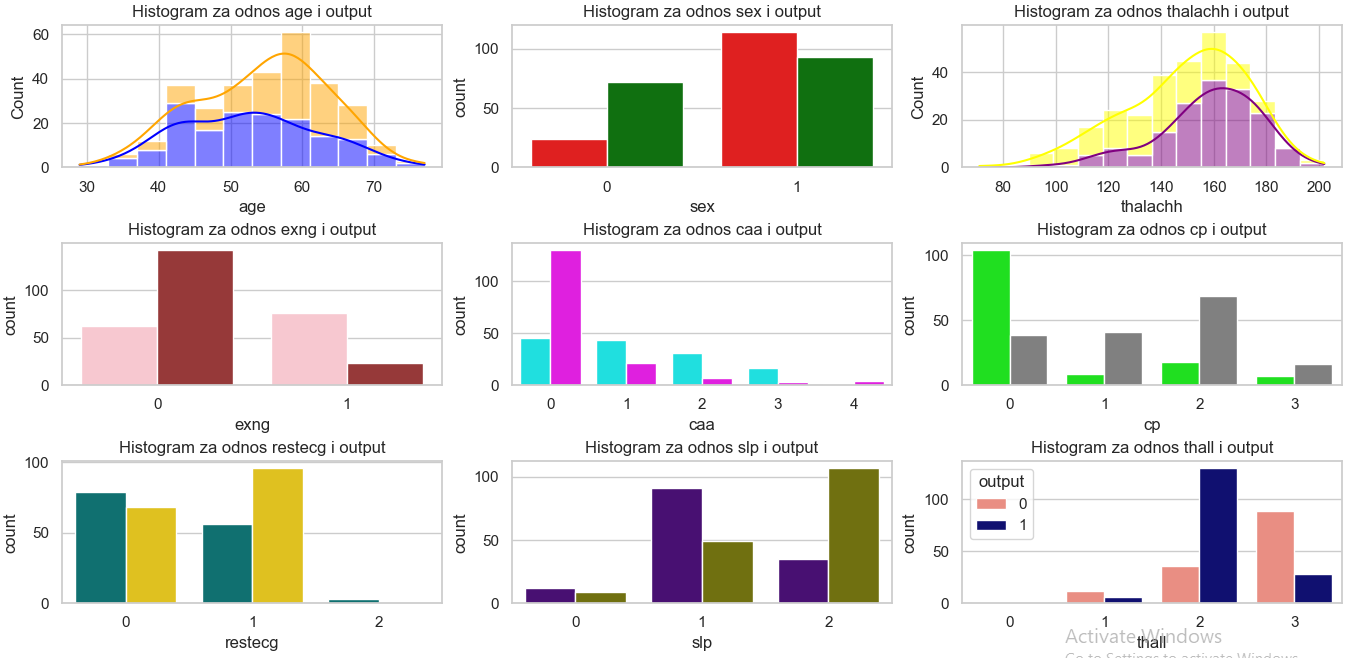 Histogram za odnos age i output
Count
60
40
20
0
30 40 50 60 70
age
Histogram za odnos sex i output
count
100
50
0
0 1
sex
Histogram za odnos thalachh i output
Count
40
20
0
80 100 120 140 160 180 200
thalachh
Histogram za odnos exng i output
count
100
50
0
0 1
exng
Histogram za odnos caa i output
count
100
50
0
0 1 2 3 4
caa
Histogram za odnos cp i output
count
100
50
0
0 1 2 3
cp
Histogram za odnos restecg i output
count
100
50
0
0 1 2
restecg
Histogram za odnos slp i output
count
100
50
0
0 1 2
slp
Histogram za odnos thall i output
count
100
50
0
output
0
1
0 1 2 3
thall
Activate Windows
Go to Settings to activate Windows.